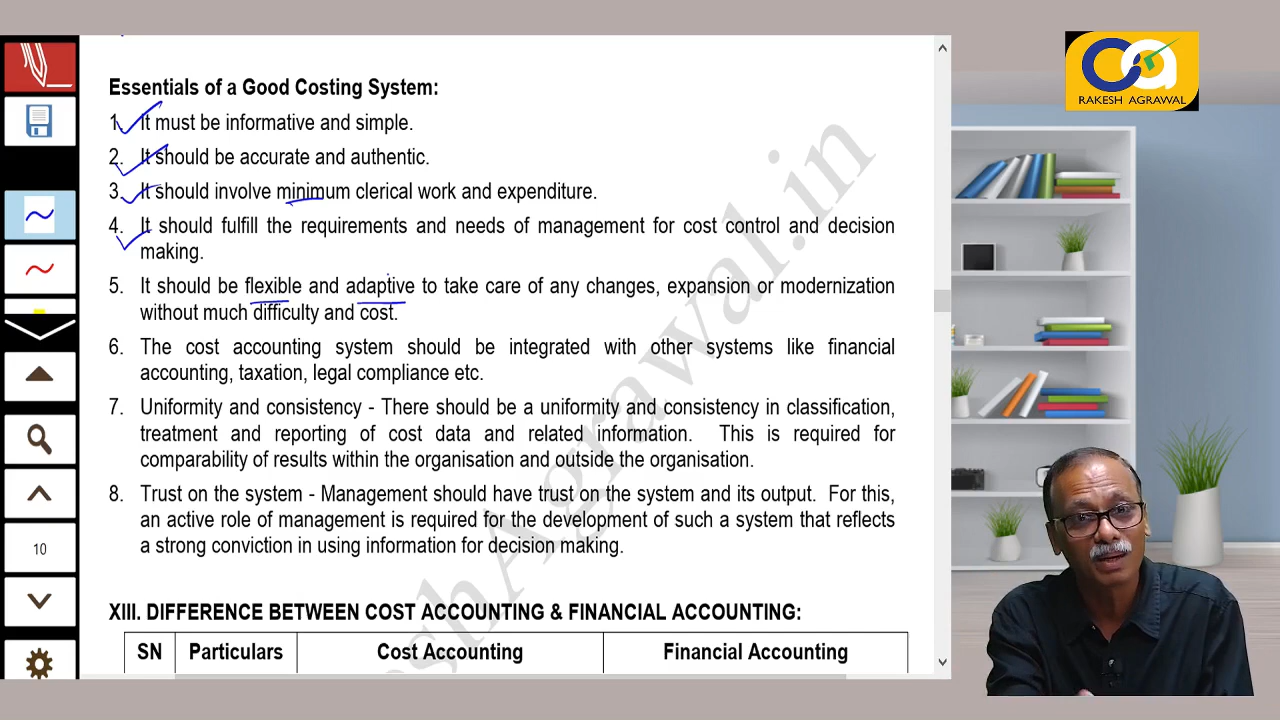 RAKESH AGRAWAL
Essentials of a Good Costing System:
1. It must be informative and simple.
2. It should be accurate and authentic.
3. It should involve minimum clerical work and expenditure.
4. It should fulfill the requirements and needs of management for cost control and decision
making.
5. It should be flexible and adaptive to take care of any changes, expansion or modernization
without much difficulty and cost.
6. The cost accounting system should be integrated with other systems like financial
accounting, taxation, legal compliance etc.
7. Uniformity and consistency - There should be a uniformity and consistency in classification,
treatment and reporting of cost data and related information. This is required for
comparability of results within the organisation and outside the organisation.
8. Trust on the system - Management should have trust on the system and its output. For this,
an active role of management is required for the development of such a system that reflects
a strong conviction in using information for decision making.
10
XIII. DIFFERENCE BETWEEN COST ACCOUNTING & FINANCIAL ACCOUNTING:
SN Particulars Cost Accounting Financial Accounting